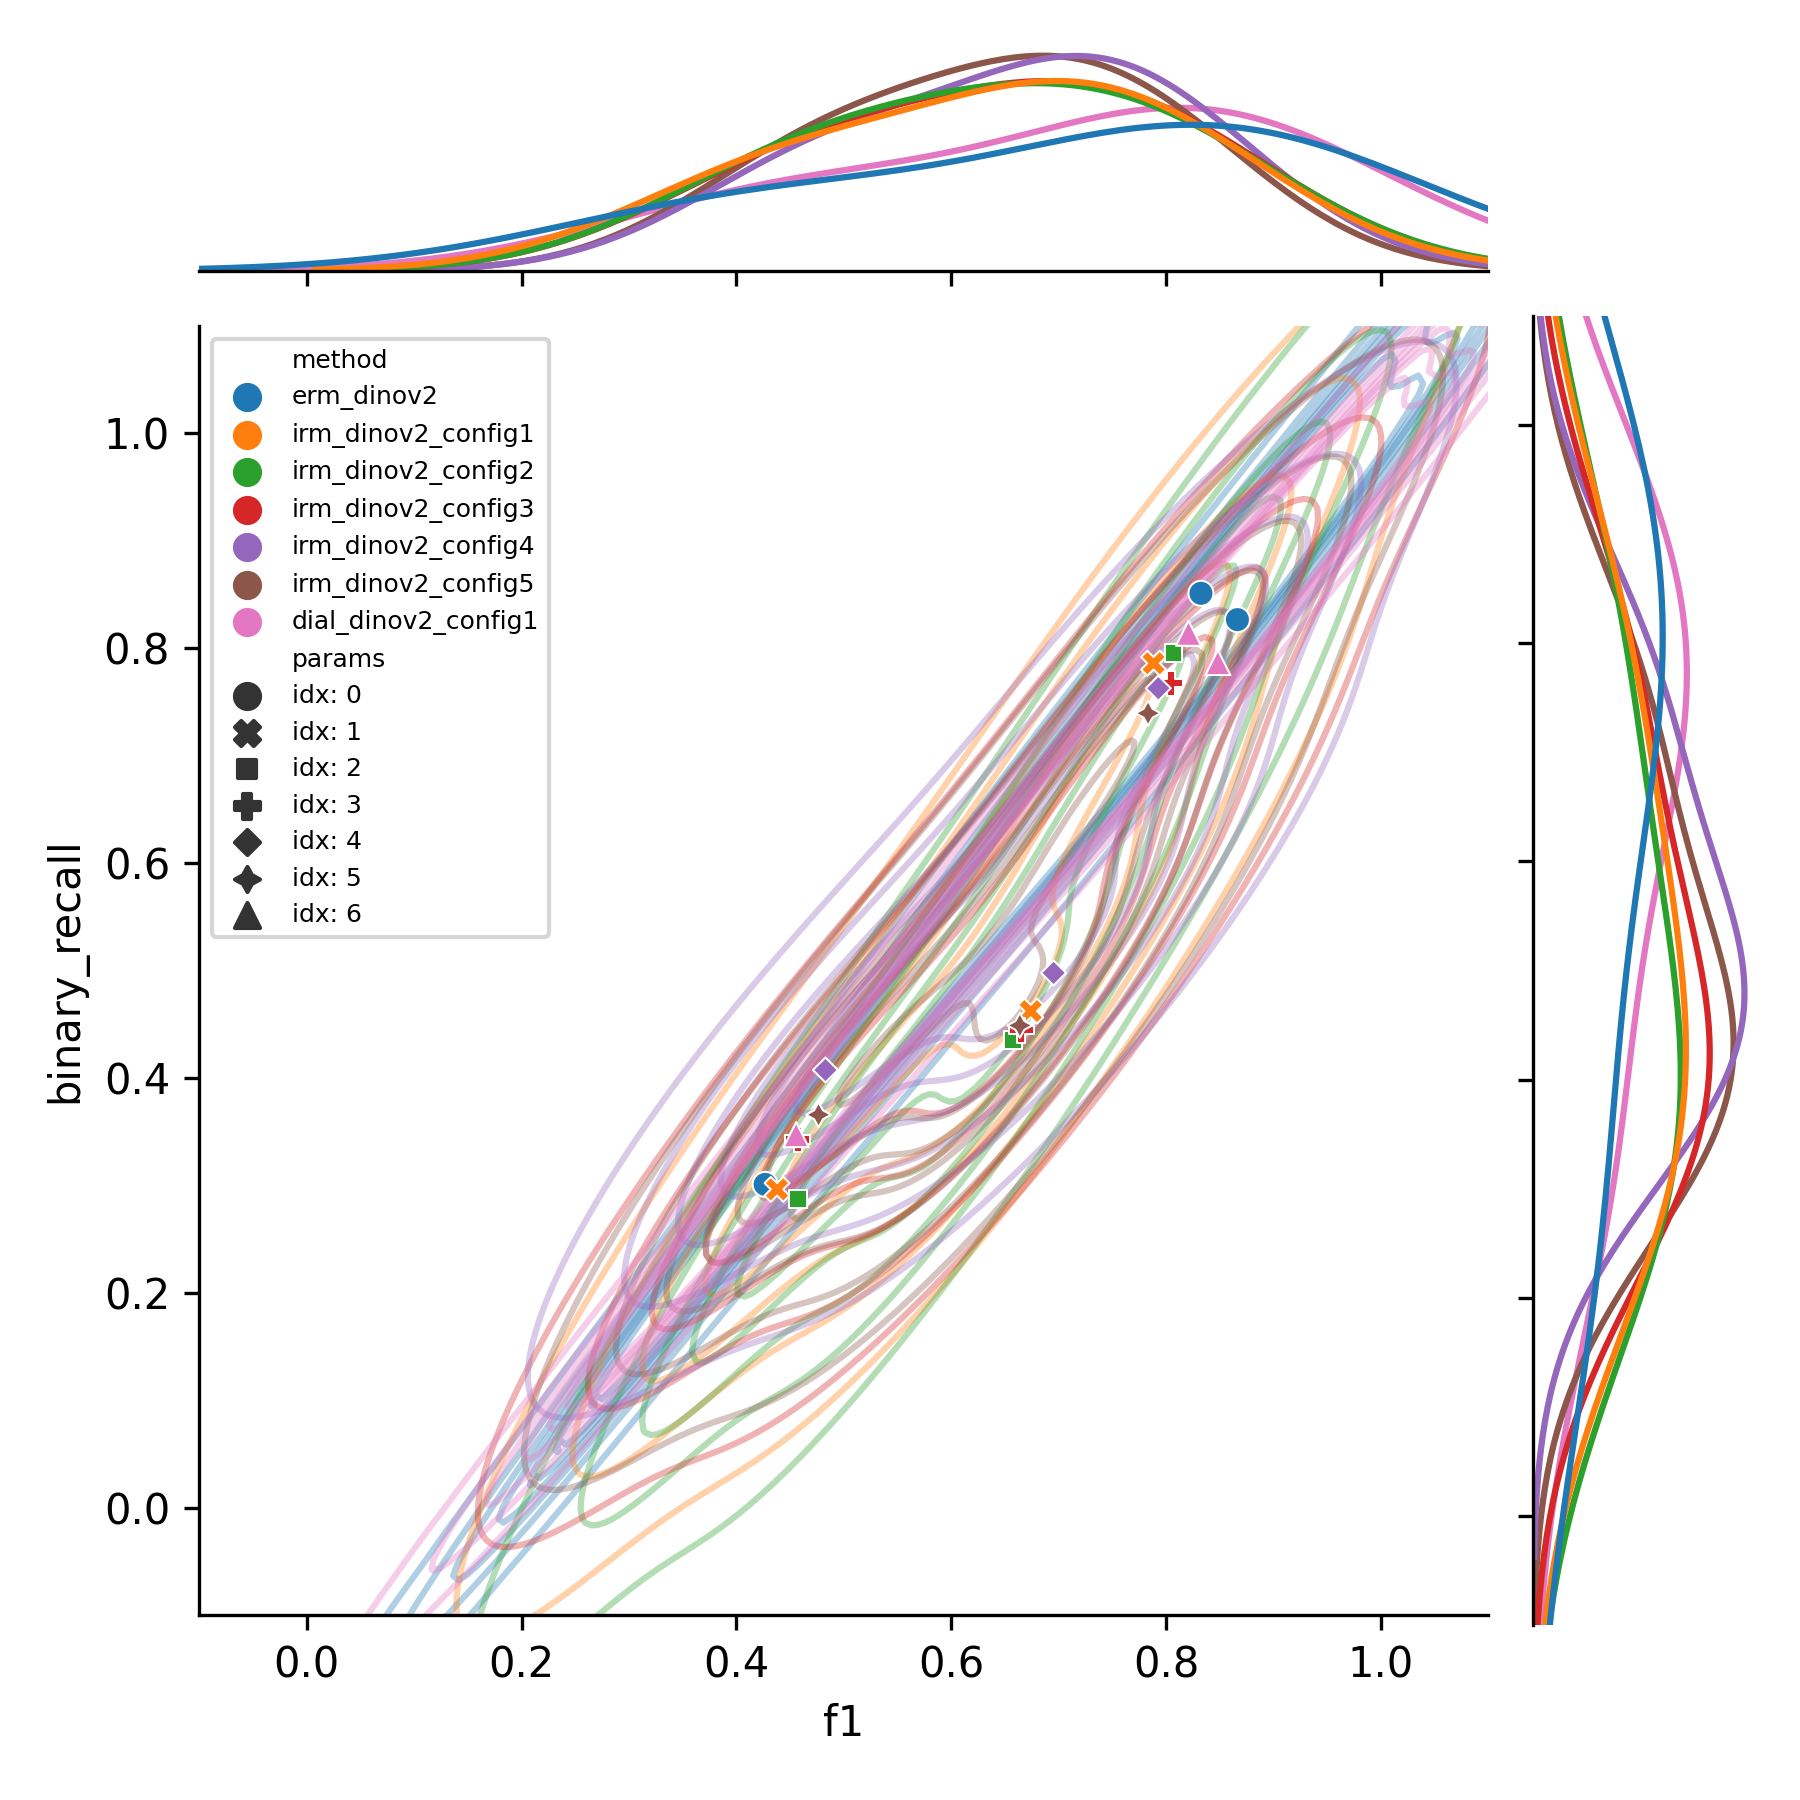 method
erm_dinov2
irm_dinov2_config1
irm_dinov2_config2
irm_dinov2_config3
irm_dinov2_config4
irm_dinov2_config5
dial_dinov2_config1
params
idx: 0
idx: 1
idx: 2
idx: 3
idx: 4
idx: 5
idx: 6
1.0
0.8
0.6
0.4
0.2
0.0
binary_recall
0.0 0.2 0.4 0.6 0.8 1.0
f1